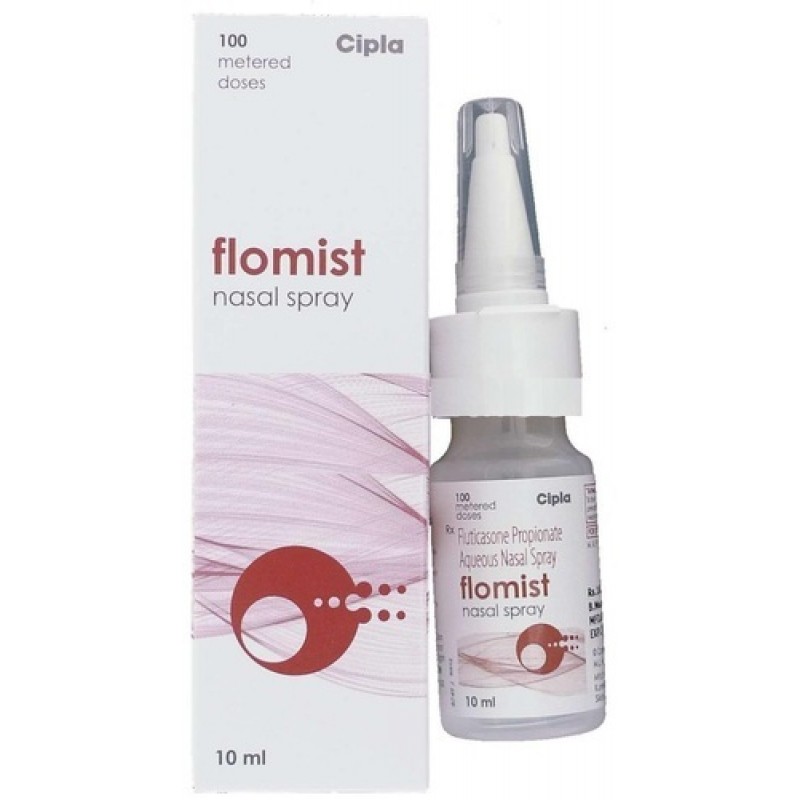 100
metered
doses
Cipla
flomist
nasal spray
10 ml
100
metered
doses
Cipla
Rx
Fluticasone Propionate
Aqueous Nasal Spray
flomist
nasal spray
10 ml